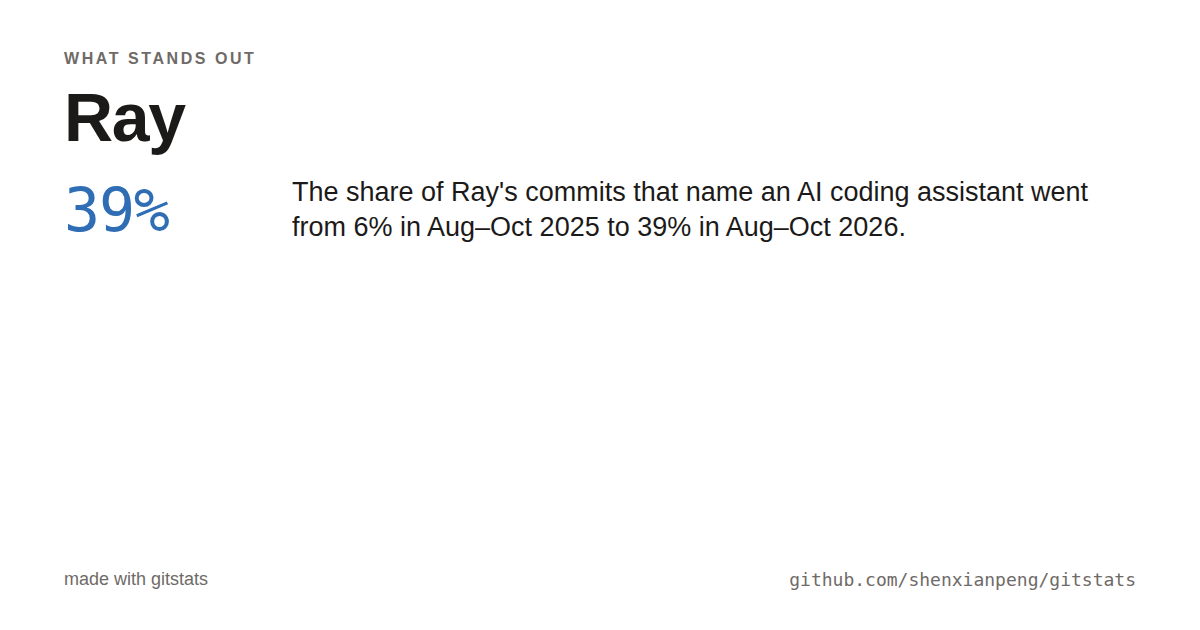 WHAT STANDS OUT
Ray
39%
The share of Ray's commits that name an AI coding assistant went
from 6% in Aug–Oct 2025 to 39% in Aug–Oct 2026.
made with gitstats
github.com/shenxianpeng/gitstats